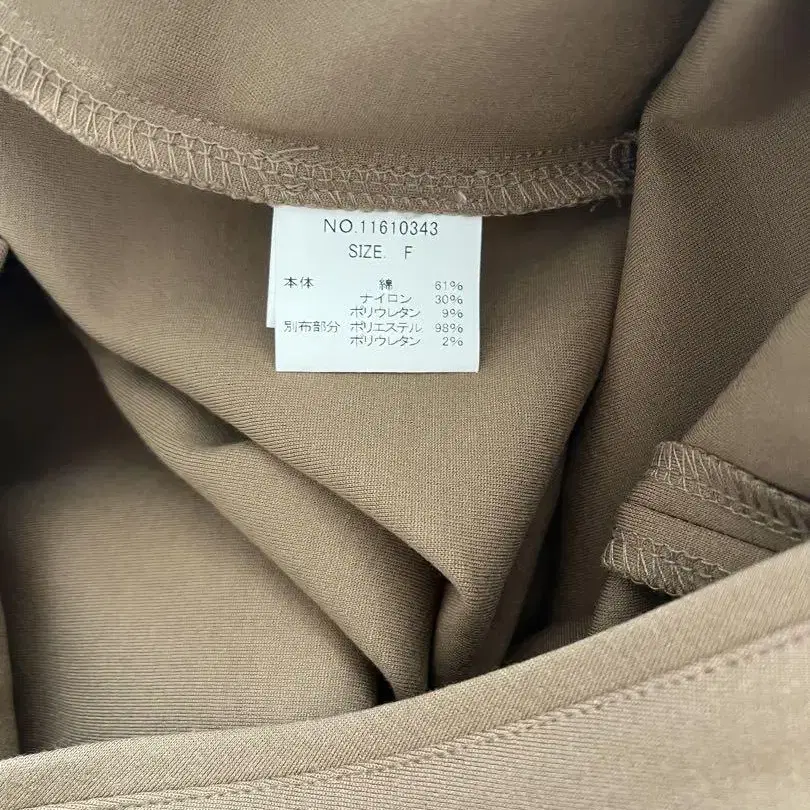 NO.11610343
SIZE. F
本体 綿 61%
ナイロン 30%
ポリウレタン 9%
別布部分 ポリエステル 98%
ポリウレタン 2%